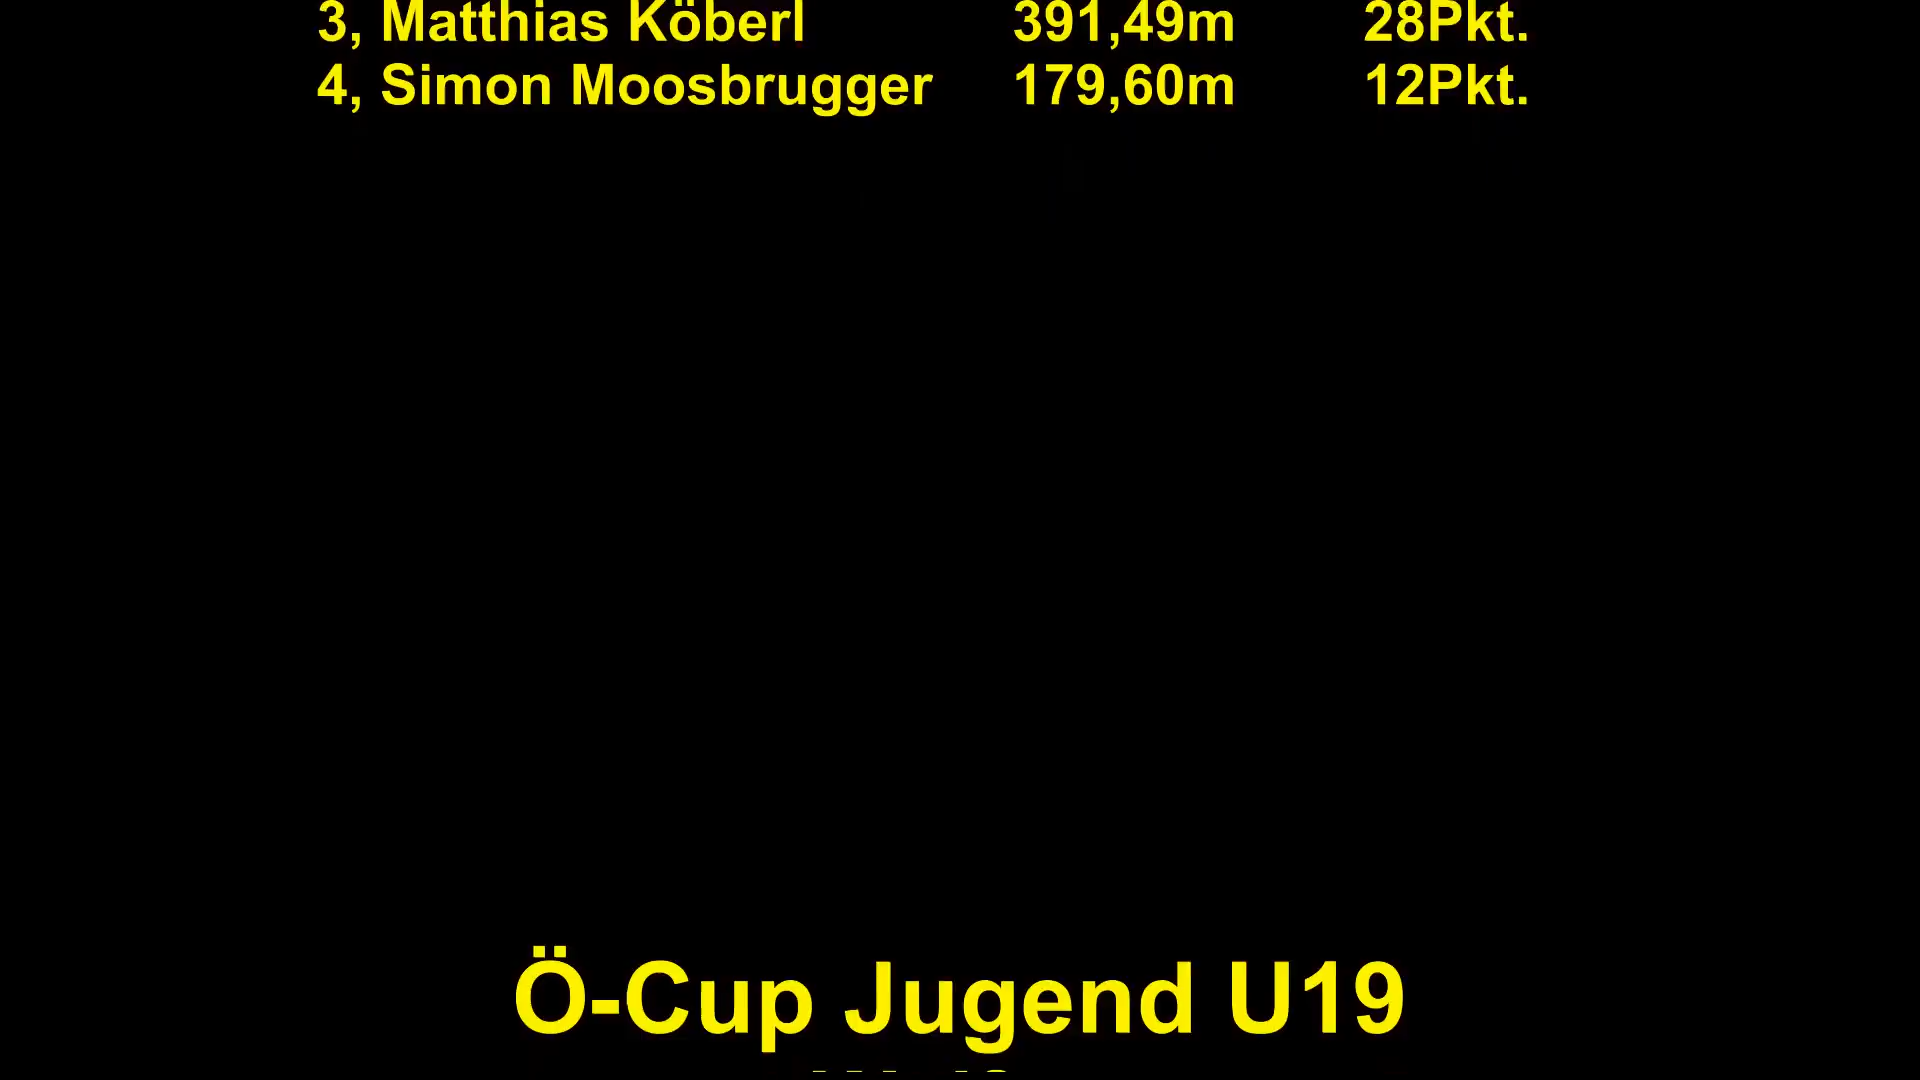 3, Matthias Köberl 391,49m 28Pkt.
4, Simon Moosbrugger 179,60m 12Pkt.
Ö-Cup Jugend U19